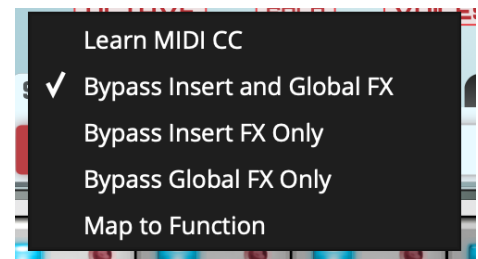 Learn MIDI CC
✓ Bypass Insert and Global FX
Bypass Insert FX Only
Bypass Global FX Only
Map to Function